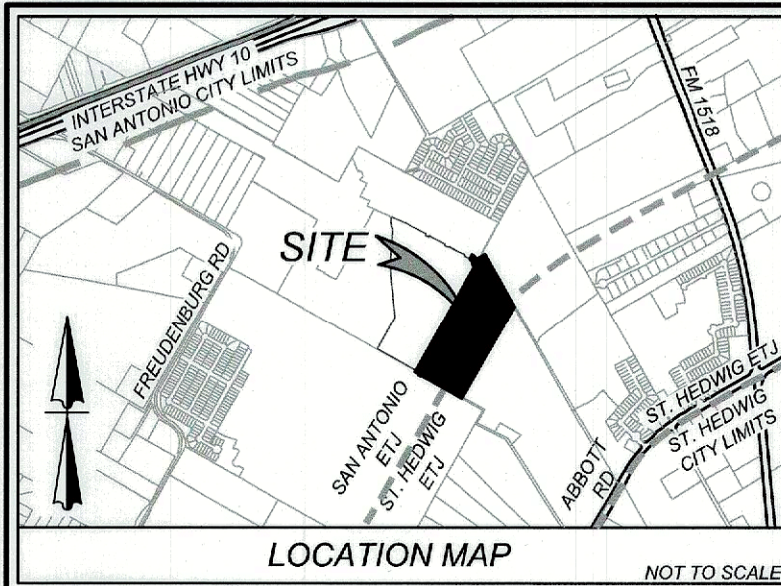 INTERSTATE HWY 10
SAN ANTONIO CITY LIMITS
FM 1518
SITE
FREUDENBURG RD
SAN ANTONIO
ETJ
ST. HEDWIG
ETJ
ABBOTT
RD
ST. HEDWIG ETJ
ST. HEDWIG
CITY LIMITS
LOCATION MAP
NOT TO SCALE